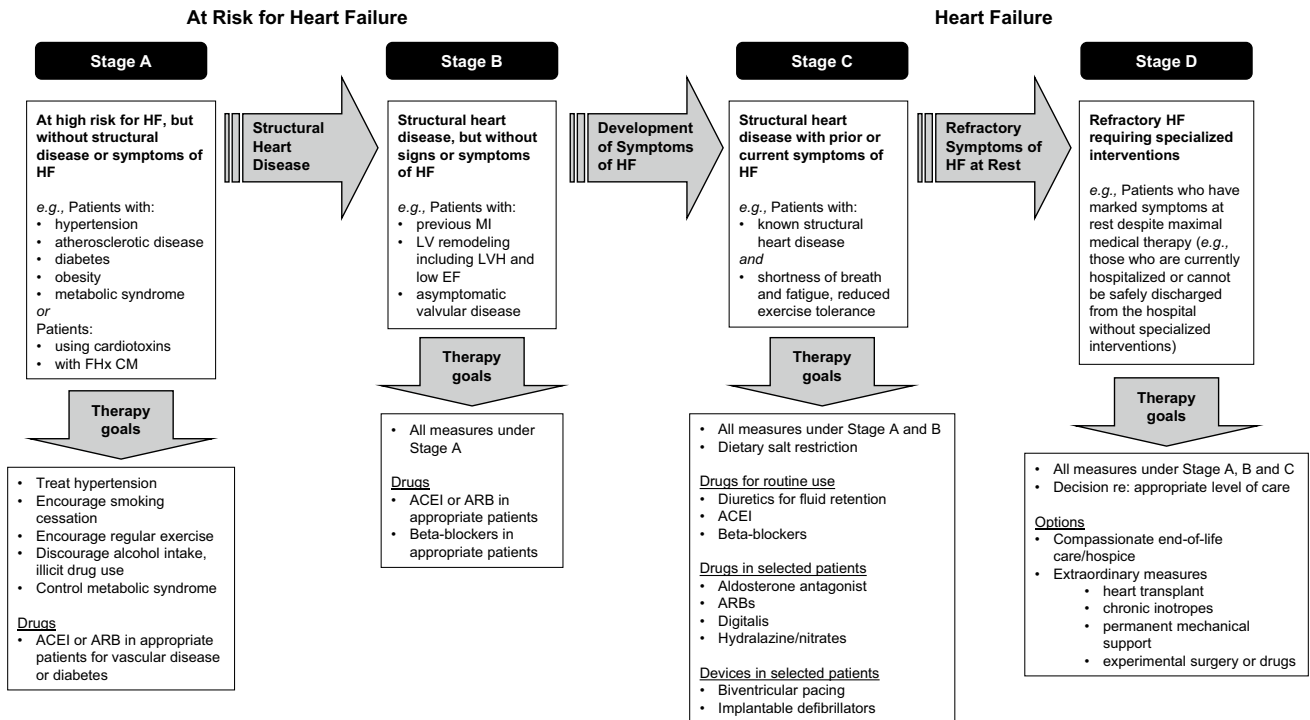 At Risk for Heart Failure
Heart Failure
Stage A
At high risk for HF, but
without structural
disease or symptoms of
HF
e.g., Patients with:
• hypertension
• atherosclerotic disease
• diabetes
• obesity
• metabolic syndrome
or
Patients:
• using cardiotoxins
• with FHx CM
Therapy
goals
• Treat hypertension
• Encourage smoking
cessation
• Encourage regular exercise
• Discourage alcohol intake,
illicit drug use
• Control metabolic syndrome
Drugs
• ACEI or ARB in appropriate
patients for vascular disease
or diabetes
Structural
Heart
Disease
Stage B
Structural heart
disease, but without
signs or symptoms
of HF
e.g., Patients with:
• previous MI
• LV remodeling
including LVH and
low EF
• asymptomatic
valvular disease
Therapy
goals
• All measures under
Stage A
Drugs
• ACEI or ARB in
appropriate patients
• Beta-blockers in
appropriate patients
Development
of Symptoms
of HF
Stage C
Structural heart
disease with prior or
current symptoms of
HF
e.g., Patients with:
• known structural
heart disease
and
• shortness of breath
and fatigue, reduced
exercise tolerance
Therapy
goals
• All measures under Stage A and B
• Dietary salt restriction
Drugs for routine use
• Diuretics for fluid retention
• ACEI
• Beta-blockers
Drugs in selected patients
• Aldosterone antagonist
• ARBs
• Digitalis
• Hydralazine/nitrates
Devices in selected patients
• Biventricular pacing
• Implantable defibrillators
Refractory
Symptoms of
HF at Rest
Stage D
Refractory HF
requiring specialized
interventions
e.g., Patients who have
marked symptoms at
rest despite maximal
medical therapy (e.g.,
those who are currently
hospitalized or cannot
be safely discharged
from the hospital
without specialized
interventions)
Therapy
goals
• All measures under Stage A, B and C
• Decision re: appropriate level of care
Options
• Compassionate end-of-life
care/hospice
• Extraordinary measures
• heart transplant
• chronic inotropes
• permanent mechanical
support
• experimental surgery or drugs